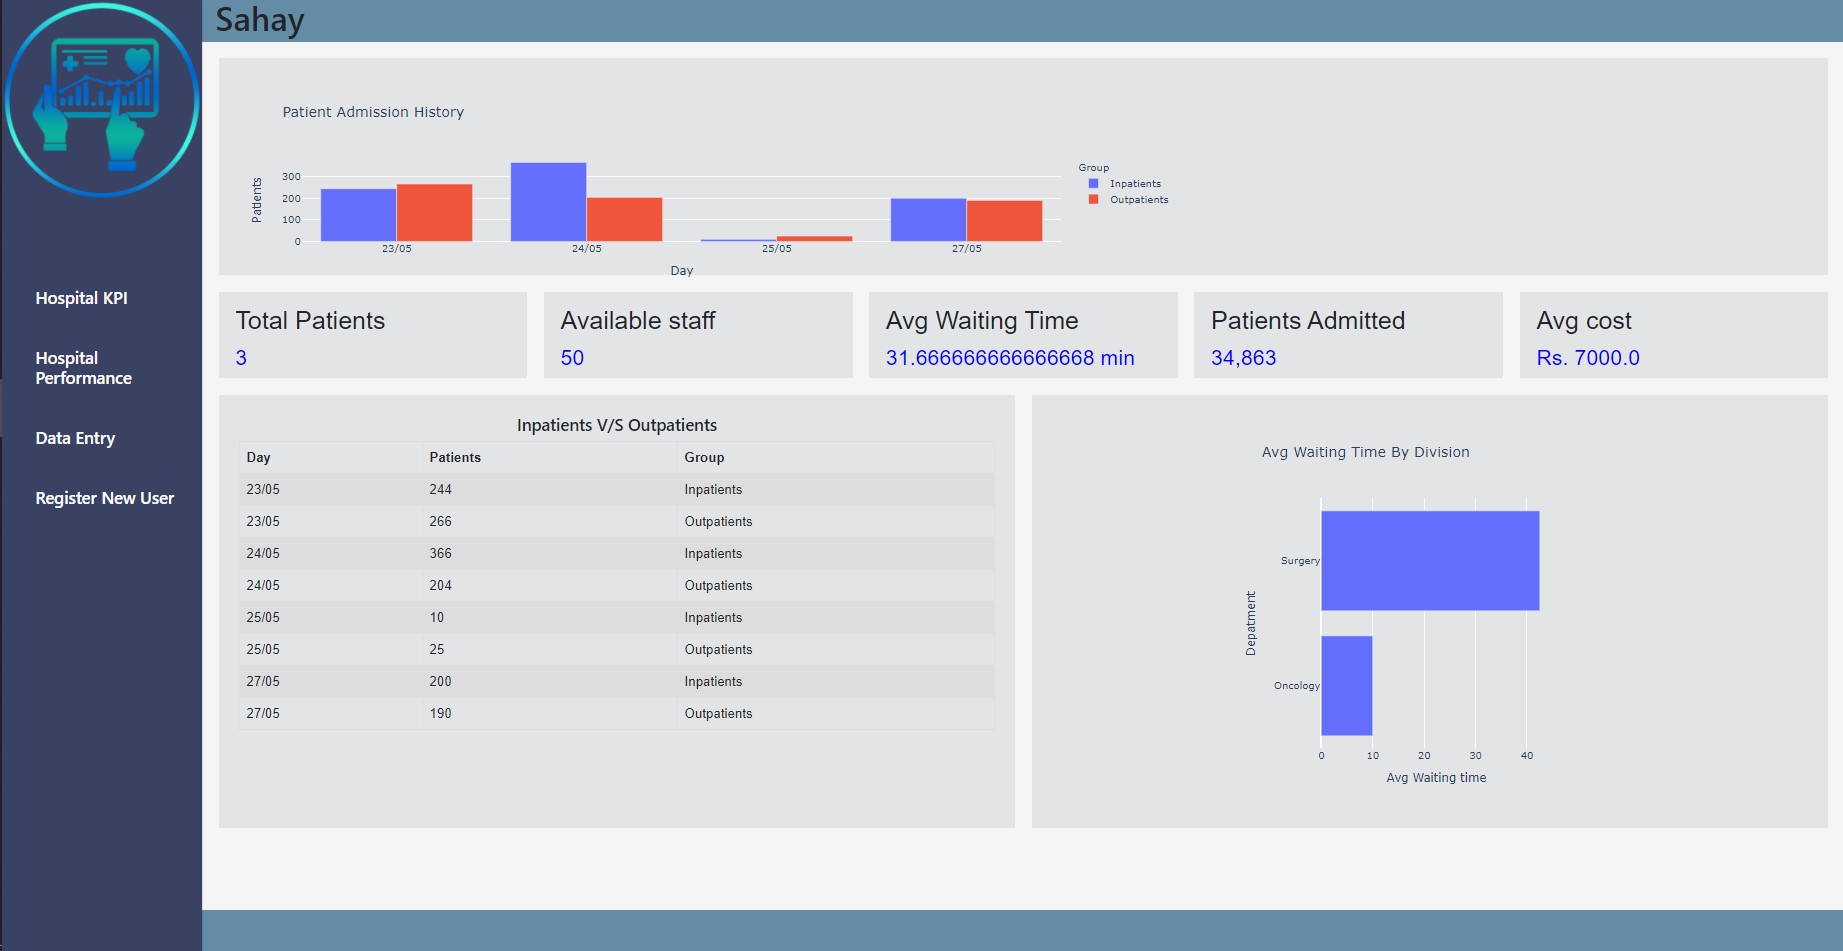 Sahay
Hospital KPI
Hospital
Performance
Data Entry
Register New User
Patient Admission History
Patients
300
200
100
0
23/05 24/05 25/05 27/05
Day
Group
Inpatients
Outpatients
Total Patients
3
Available staff
50
Avg Waiting Time
31.666666666666668 min
Patients Admitted
34,863
Avg cost
Rs. 7000.0
Inpatients V/S Outpatients
Day Patients Group
23/05 244 Inpatients
23/05 266 Outpatients
24/05 366 Inpatients
24/05 204 Outpatients
25/05 10 Inpatients
25/05 25 Outpatients
27/05 200 Inpatients
27/05 190 Outpatients
Avg Waiting Time By Division
Depatment
Surgery
Oncology
0 10 20 30 40
Avg Waiting time